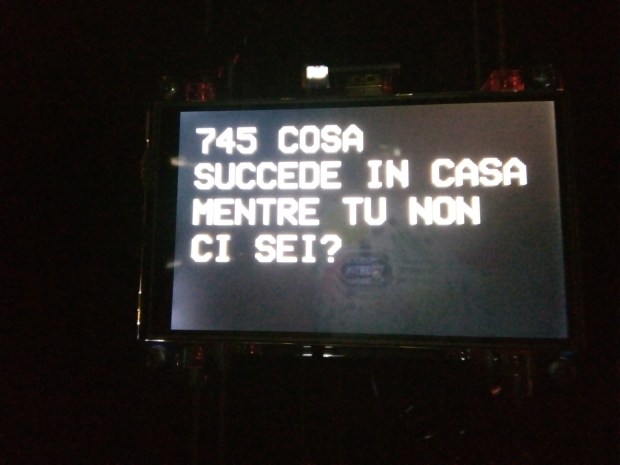 745 COSA
SUCCEDE IN CASA
MENTRE TU NON
CI SEI?